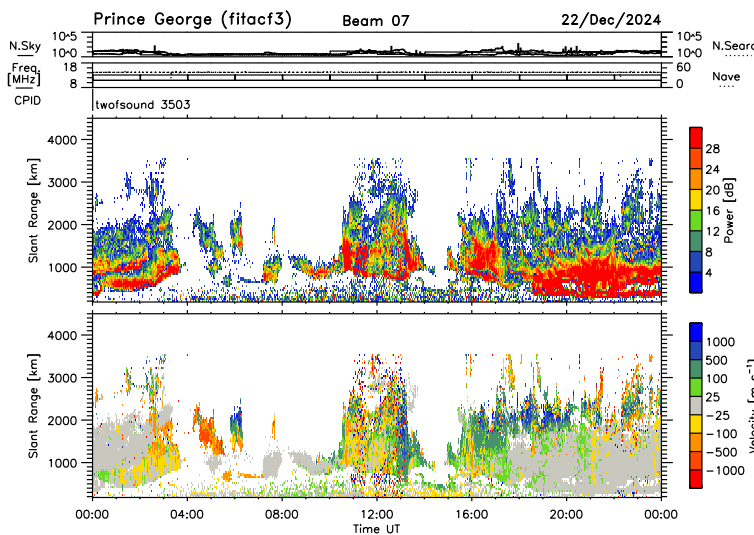 Prince George (fitacf3) Beam 07 22/Dec/2024
N.Sky 10^5 10^0 10^5 10^0 N.Searc
Freq. [MHz] 18 8 60 0 Nave
CPID twofsound 3503
Slant Range [km] 4000 3000 2000 1000
Power [dB] 28 24 20 16 12 8 4
Slant Range [km] 4000 3000 2000 1000
Velocity [m s^-1] 1000 500 100 25 -25 -100 -500 -1000
00:00 04:00 08:00 12:00 16:00 20:00 00:00
Time UT